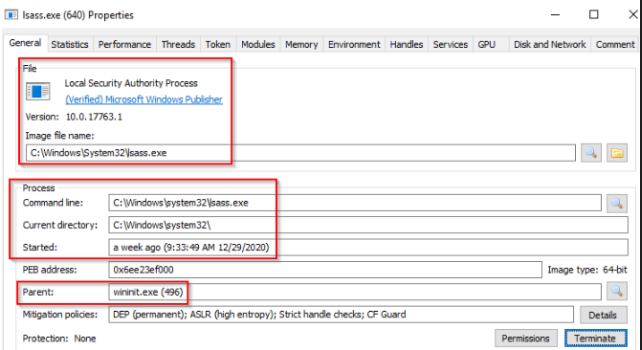 lsass.exe (640) Properties
General Statistics Performance Threads Token Modules Memory Environment Handles Services GPU Disk and Network Comment
File
Local Security Authority Process
(Verified) Microsoft Windows Publisher
Version: 10.0.17763.1
Image file name:
C:\Windows\System32\lsass.exe
Process
Command line: C:\Windows\system32\lsass.exe
Current directory: C:\Windows\system32\
Started: a week ago (9:33:49 AM 12/29/2020)
PEB address: 0x6ee23ef000 Image type: 64-bit
Parent: wininit.exe (496)
Mitigation policies: DEP (permanent); ASLR (high entropy); Strict handle checks; CF Guard Details
Protection: None Permissions Terminate